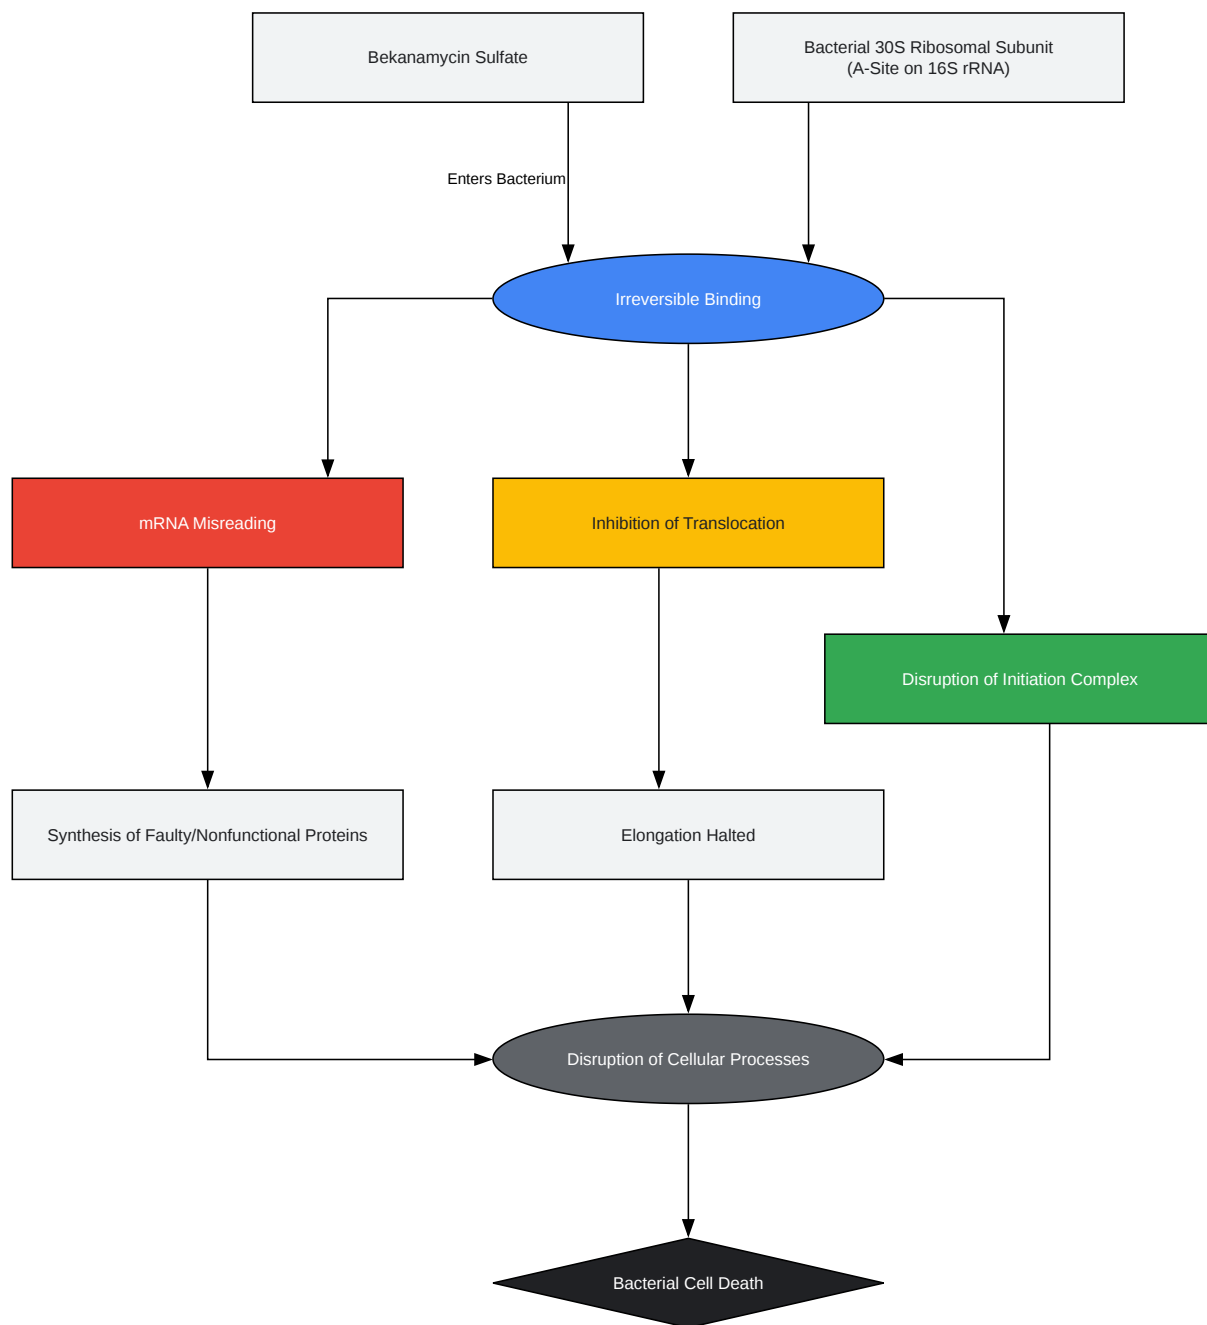 Bekanamycin Sulfate
Bacterial 30S Ribosomal Subunit
(A-Site on 16S rRNA)
Enters Bacterium
Irreversible Binding
mRNA Misreading
Inhibition of Translocation
Disruption of Initiation Complex
Synthesis of Faulty/Nonfunctional Proteins
Elongation Halted
Disruption of Cellular Processes
Bacterial Cell Death